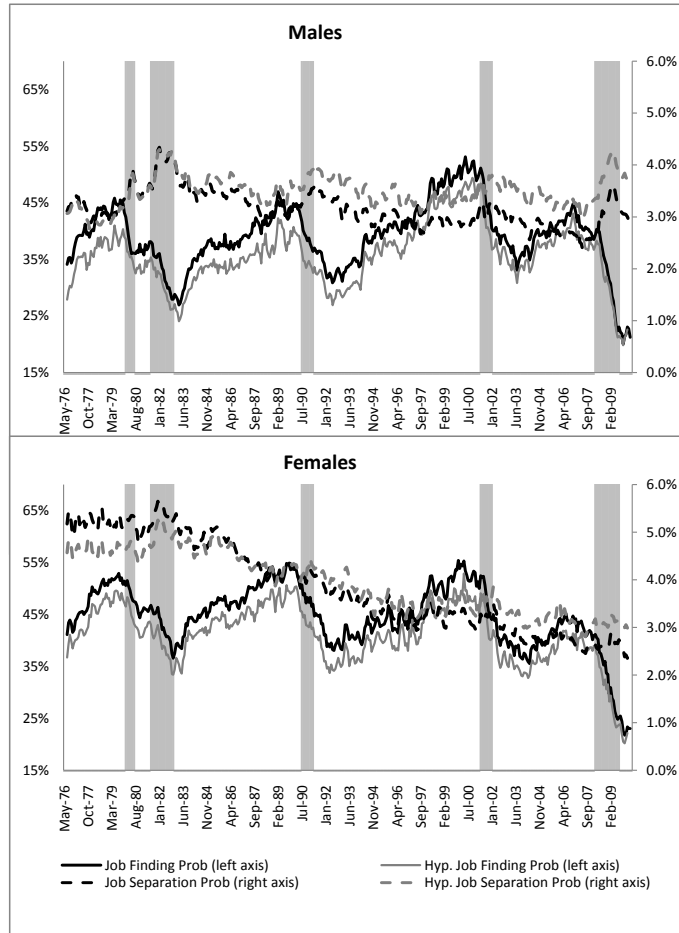 Males
65%
55%
45%
35%
25%
15%
6.0%
5.0%
4.0%
3.0%
2.0%
1.0%
0.0%
May-76
Oct-77
Mar-79
Aug-80
Jan-82
Jun-83
Nov-84
Apr-86
Sep-87
Feb-89
Jul-90
Dec-91
May-93
Nov-94
Apr-96
Sep-97
Feb-99
Jul-00
Jan-02
Jun-03
Nov-04
Apr-06
Sep-07
Feb-09
Females
65%
55%
45%
35%
25%
15%
6.0%
5.0%
4.0%
3.0%
2.0%
1.0%
0.0%
May-76
Oct-77
Mar-79
Aug-80
Jan-82
Jun-83
Nov-84
Apr-86
Sep-87
Feb-89
Jul-90
Jan-92
Jun-93
Nov-94
Apr-96
Sep-97
Feb-99
Jul-00
Jan-02
Jun-03
Nov-04
Apr-06
Sep-07
Feb-09
Job Finding Prob (left axis)
Hyp. Job Finding Prob (left axis)
Job Separation Prob (right axis)
Hyp. Job Separation Prob (right axis)